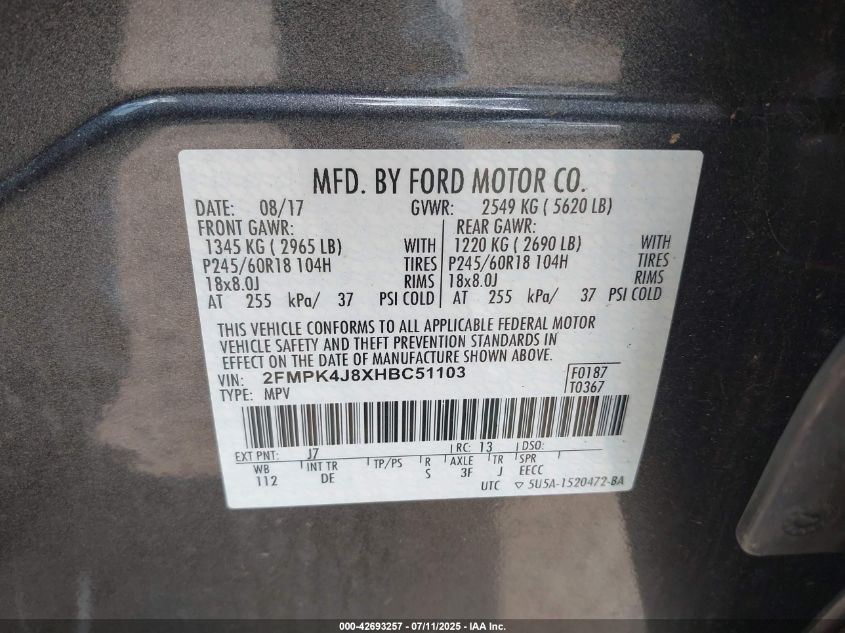 MFD. BY FORD MOTOR CO.
DATE: 08/17 GVWR: 2549 KG ( 5620 LB)
FRONT GAWR: REAR GAWR:
1345 KG ( 2965 LB) WITH 1220 KG ( 2690 LB) WITH
P245/60R18 104H TIRES P245/60R18 104H TIRES
18x8.0J RIMS 18x8.0J RIMS
AT 255 kPa/ 37 PSI COLD AT 255 kPa/ 37 PSI COLD
THIS VEHICLE CONFORMS TO ALL APPLICABLE FEDERAL MOTOR
VEHICLE SAFETY AND THEFT PREVENTION STANDARDS IN
EFFECT ON THE DATE OF MANUFACTURE SHOWN ABOVE.
VIN: 2FMPK4J8XHBC51103 F0187
TYPE: MPV T0367
EXT PNT: J7 RC: 13 DSO:
WB INT TR TP/PS R AXLE TR SPR
112 DE S 3F J EECC
UTC ▽ 5U5A-1520472-BA
000-42693257 - 07/11/2025 - IAA Inc.